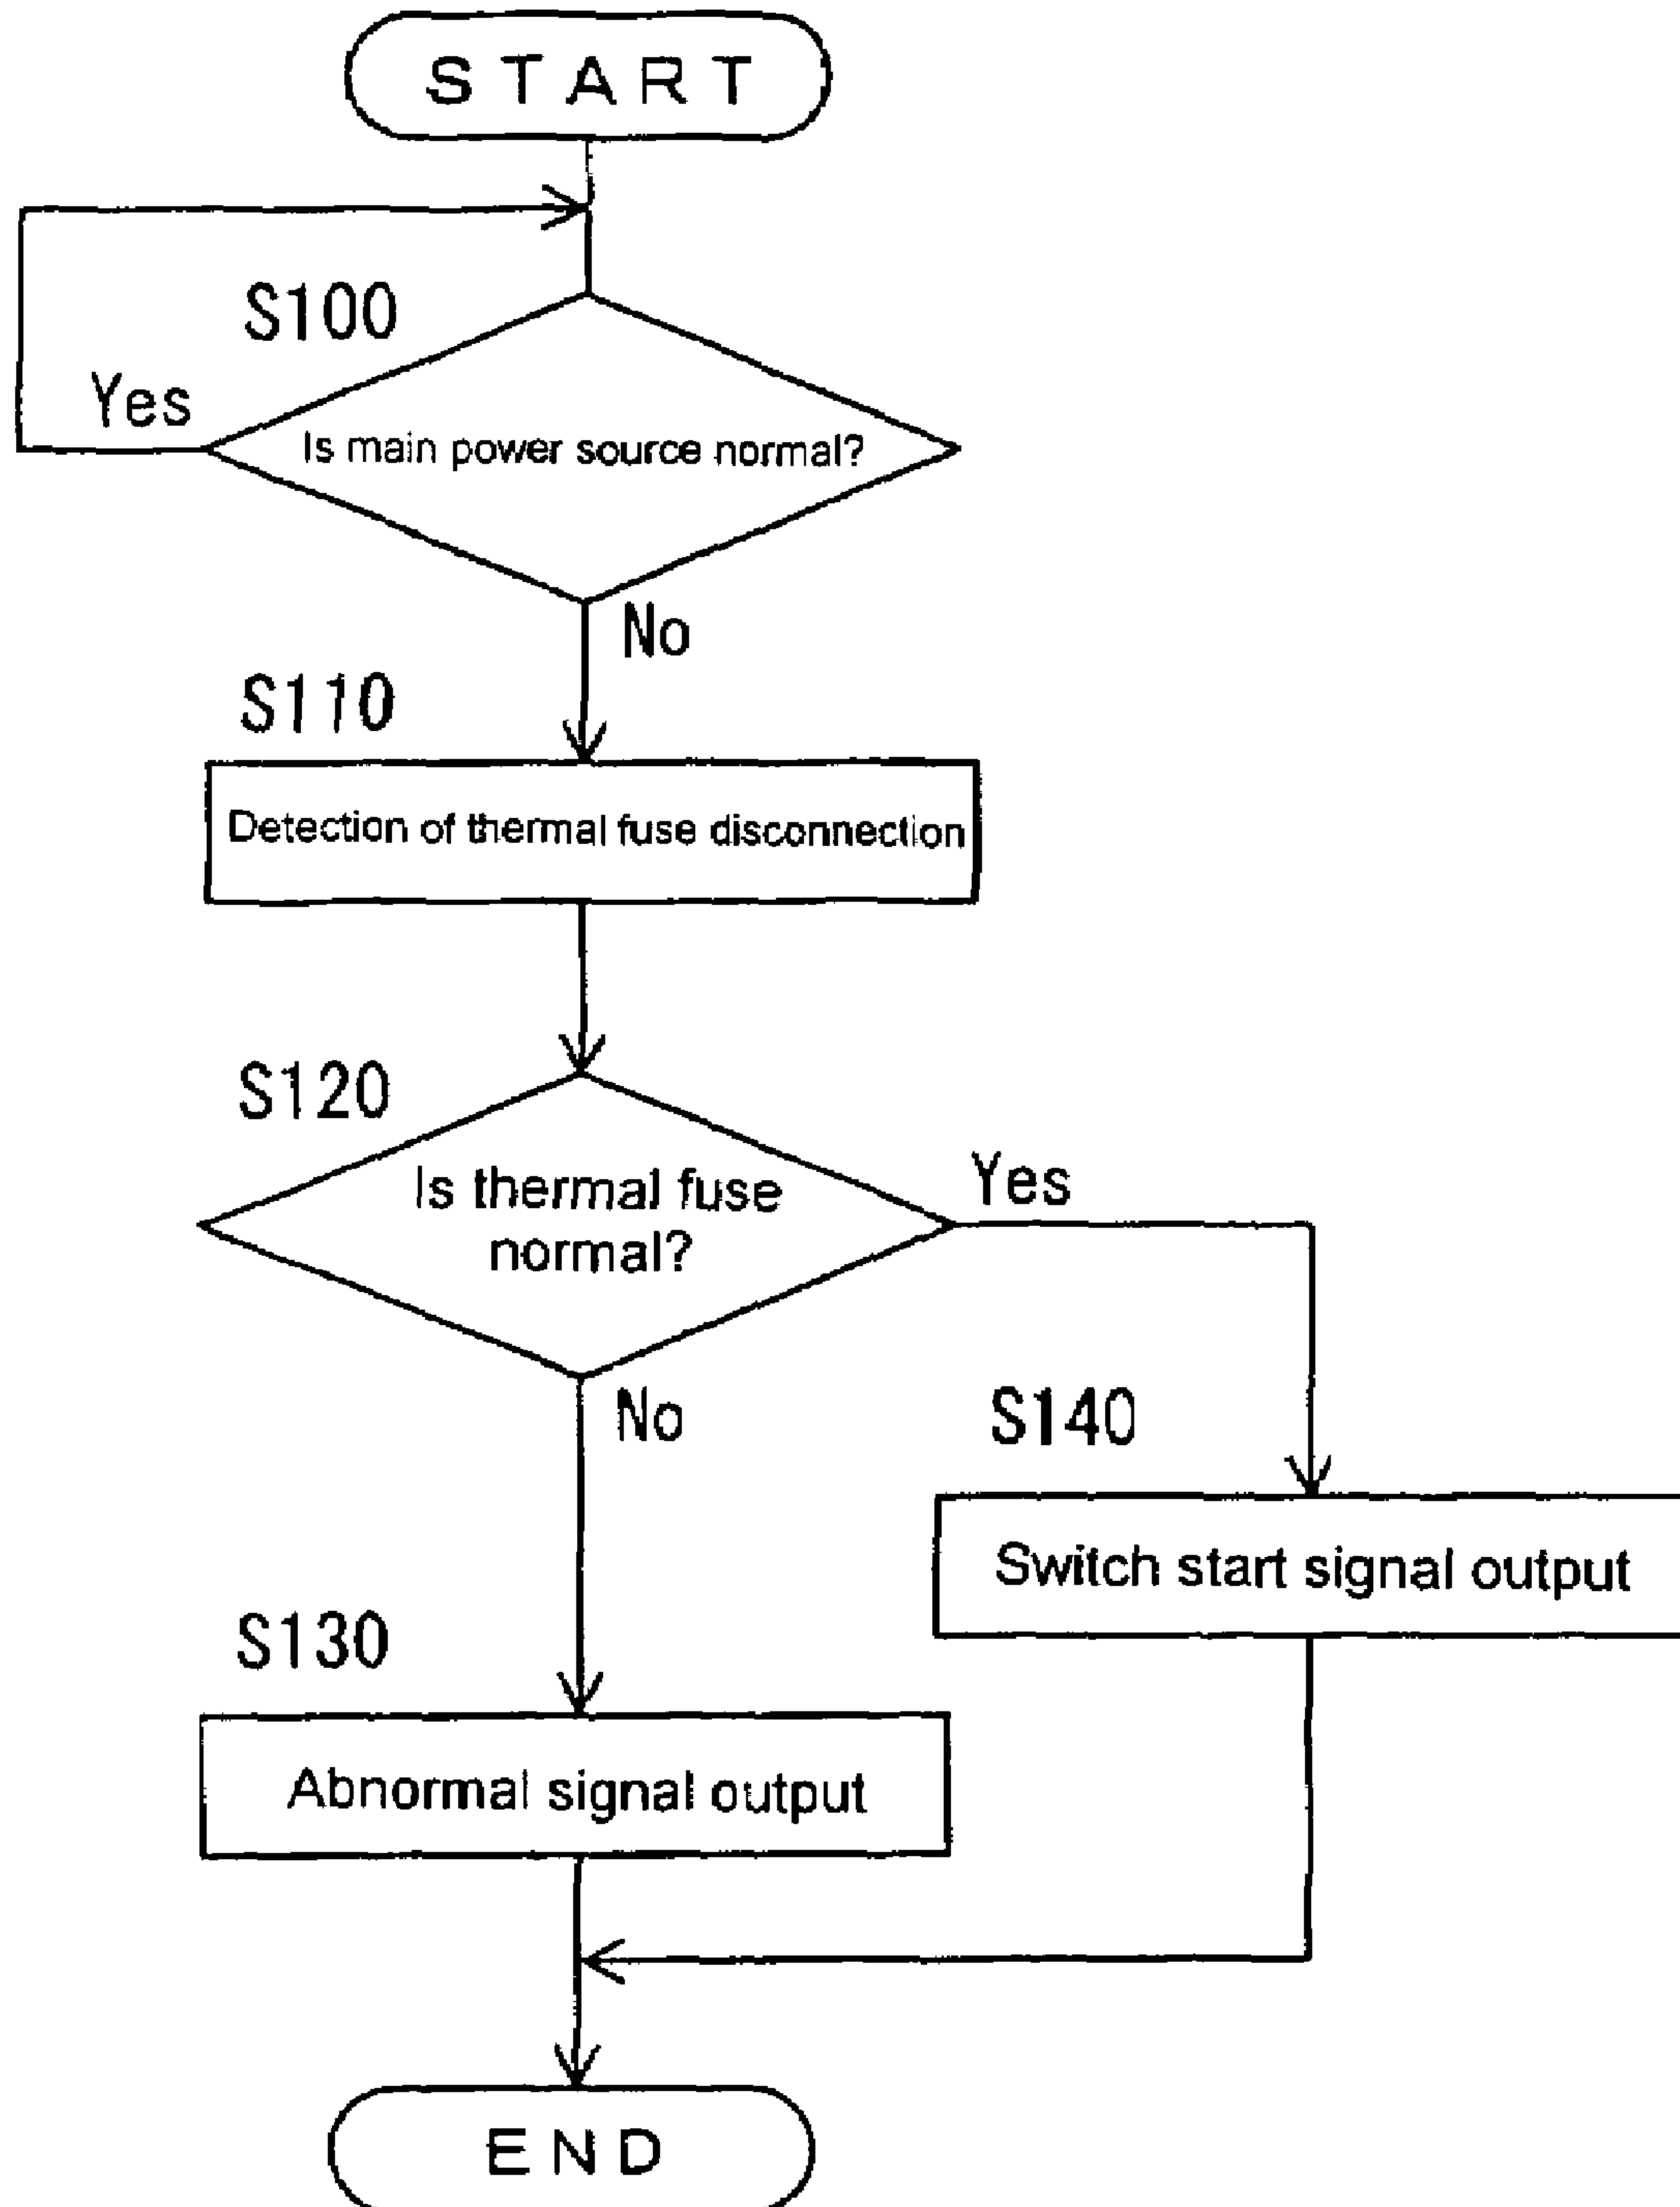 START
S100
Yes
Is main power source normal?
No
S110
Detection of thermal fuse disconnection
S120
Is thermal fuse
normal?
Yes
No
S140
Switch start signal output
S130
Abnormal signal output
END